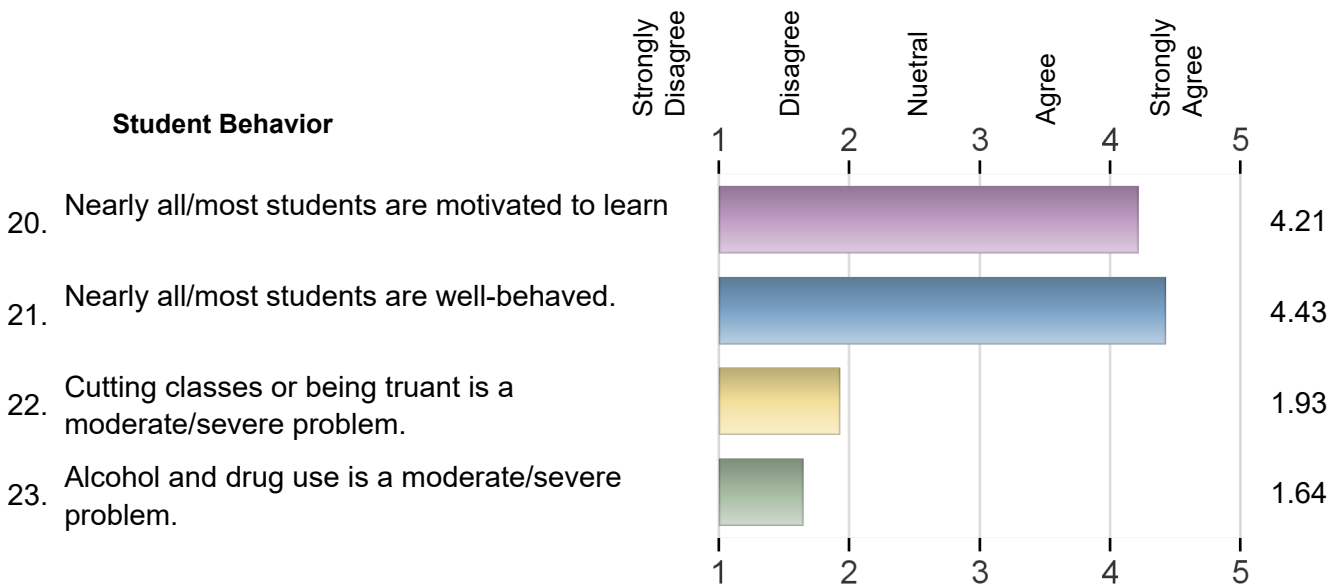 Strongly
Disagree
Disagree
Nuetral
Agree
Strongly
Agree
Student Behavior
1 2 3 4 5
20. Nearly all/most students are motivated to learn 4.21
21. Nearly all/most students are well-behaved. 4.43
22. Cutting classes or being truant is a
moderate/severe problem. 1.93
23. Alcohol and drug use is a moderate/severe
problem. 1.64
1 2 3 4 5